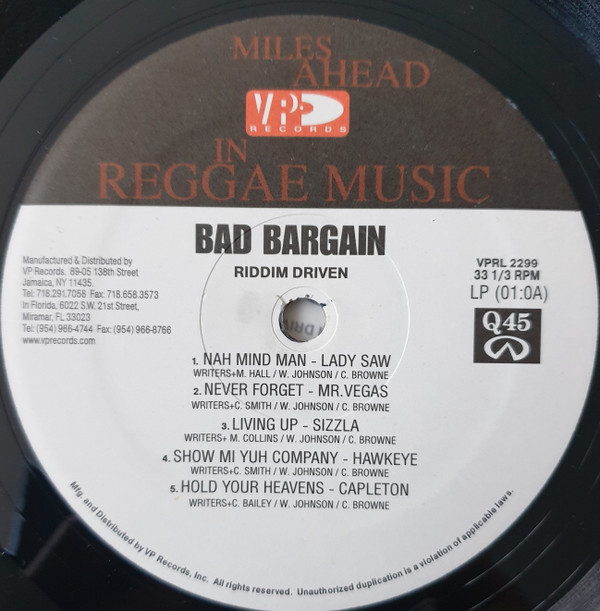 MILES
AHEAD
VP
RECORDS
IN
REGGAE MUSIC
BAD BARGAIN
RIDDIM DRIVEN
Manufactured & Distributed by
VP Records. 89-05 138th Street
Jamaica, NY 11435.
Tel: 718.291.7058 Fax: 718.658.3573
In Florida, 6022 S.W. 21st Street,
Miramar, FL 33023
Tel:(954) 966-4744 Fax: (954) 966-8766
www.vprecords.com
VPRL 2299
33 1/3 RPM
LP (01:0A)
Q45
1. NAH MIND MAN - LADY SAW
WRITERS+M. HALL / W. JOHNSON / C. BROWNE
2. NEVER FORGET - MR.VEGAS
WRITERS+C. SMITH / W. JOHNSON / C. BROWNE
3. LIVING UP - SIZZLA
WRITERS+ M. COLLINS / W. JOHNSON / C. BROWNE
4. SHOW MI YUH COMPANY - HAWKEYE
WRITERS+C. SMITH / W. JOHNSON / C. BROWNE
5. HOLD YOUR HEAVENS - CAPLETON
WRITERS+C. BAILEY / W. JOHNSON / C. BROWNE
Mfg. and Distributed by VP Records, Inc. All rights reserved. Unauthorized duplication is a violation of applicable laws.